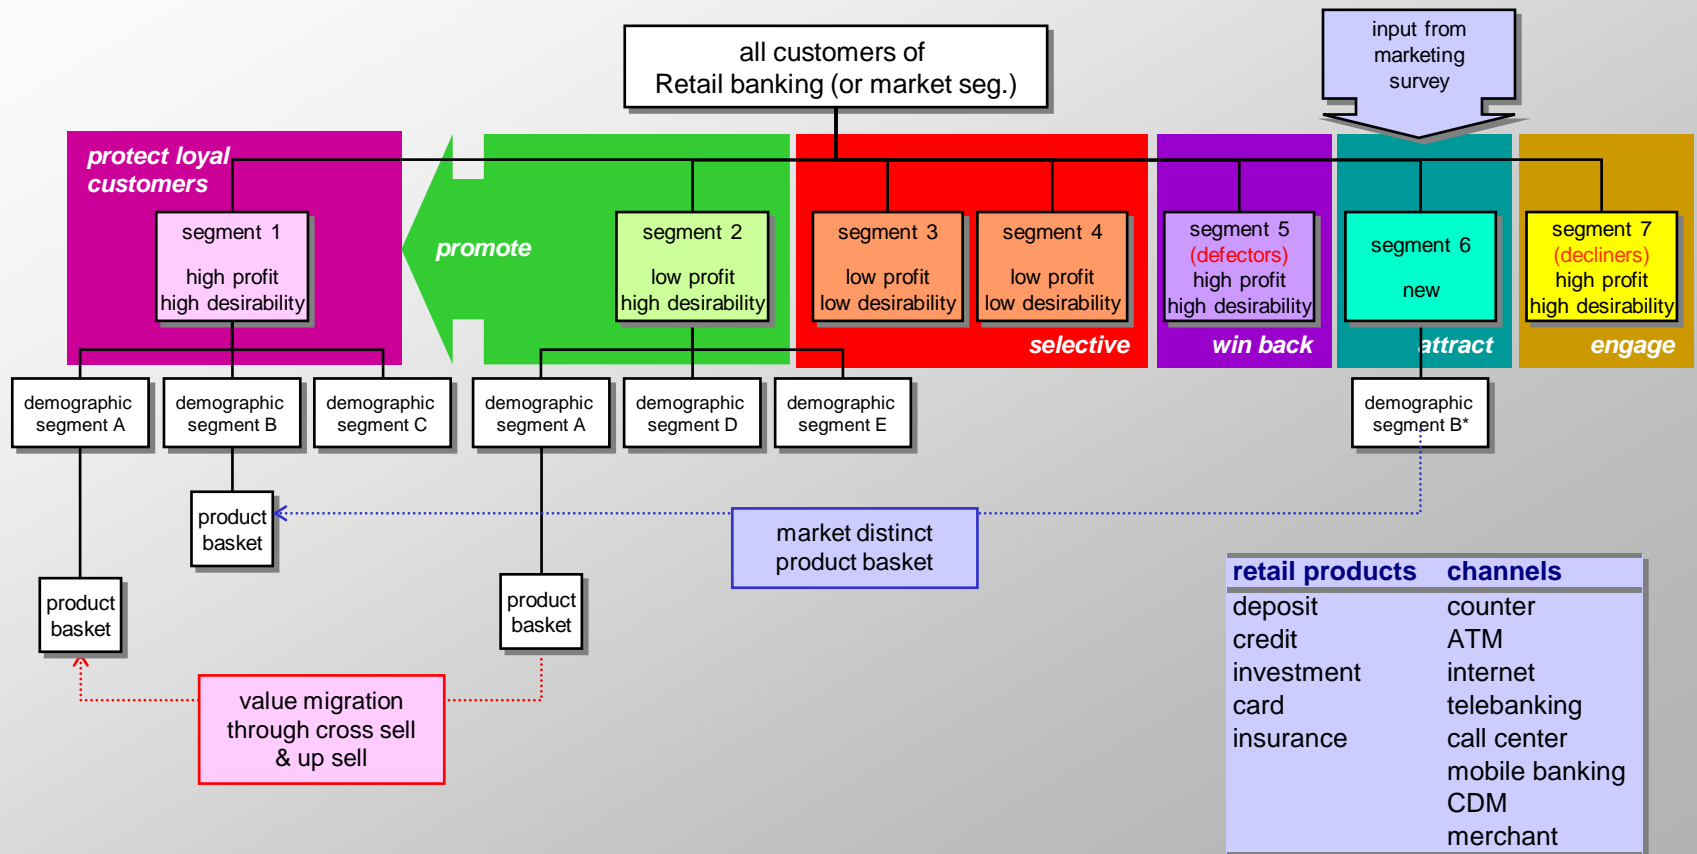 all customers of
Retail banking (or market seg.)
input from
marketing
survey
protect loyal
customers
segment 1
high profit
high desirability
promote
segment 2
low profit
high desirability
segment 3
low profit
low desirability
segment 4
low profit
low desirability
selective
segment 5
(defectors)
high profit
high desirability
win back
segment 6
new
attract
segment 7
(decliners)
high profit
high desirability
engage
demographic
segment A
demographic
segment B
demographic
segment C
demographic
segment A
demographic
segment D
demographic
segment E
demographic
segment B*
product
basket
market distinct
product basket
product
basket
product
basket
value migration
through cross sell
& up sell
retail products channels
deposit counter
credit ATM
investment internet
card telebanking
insurance call center
mobile banking
CDM
merchant